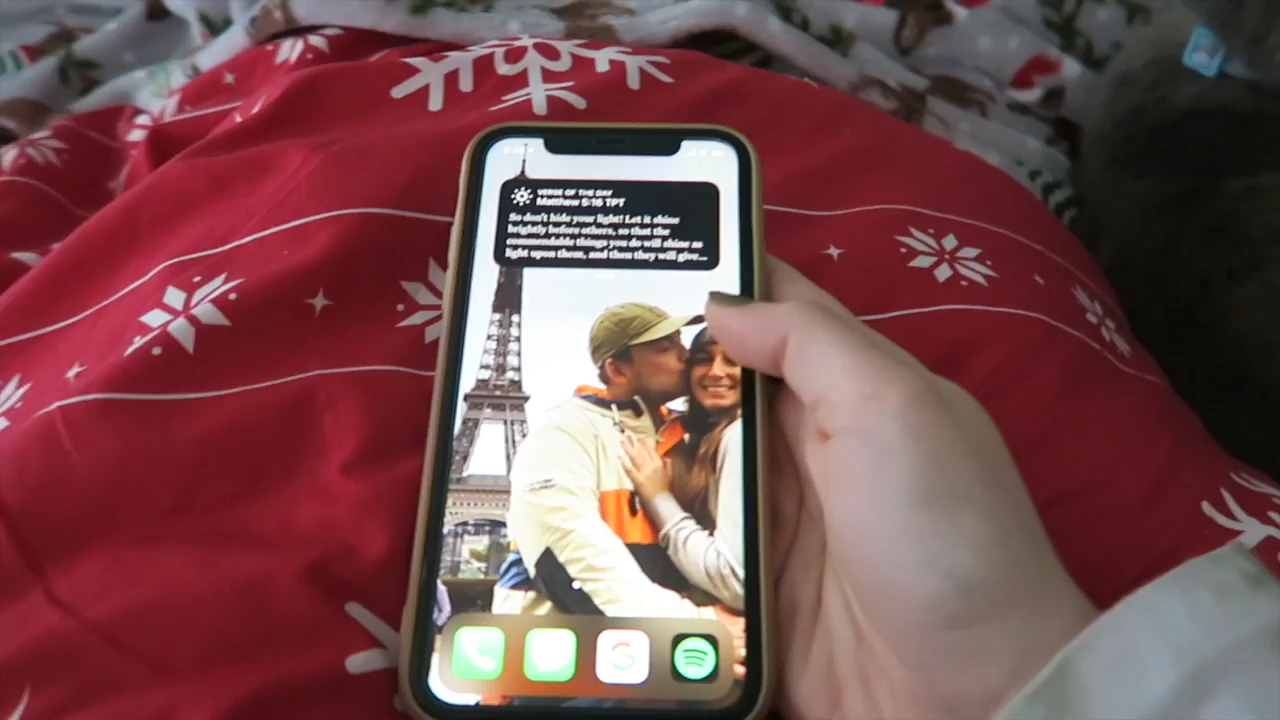 VERSE OF THE DAY
Matthew 5:16 TPT
So don't hide your light! Let it shine
brightly before others, so that the
commendable things you do will shine as
light upon them, and then they will give...